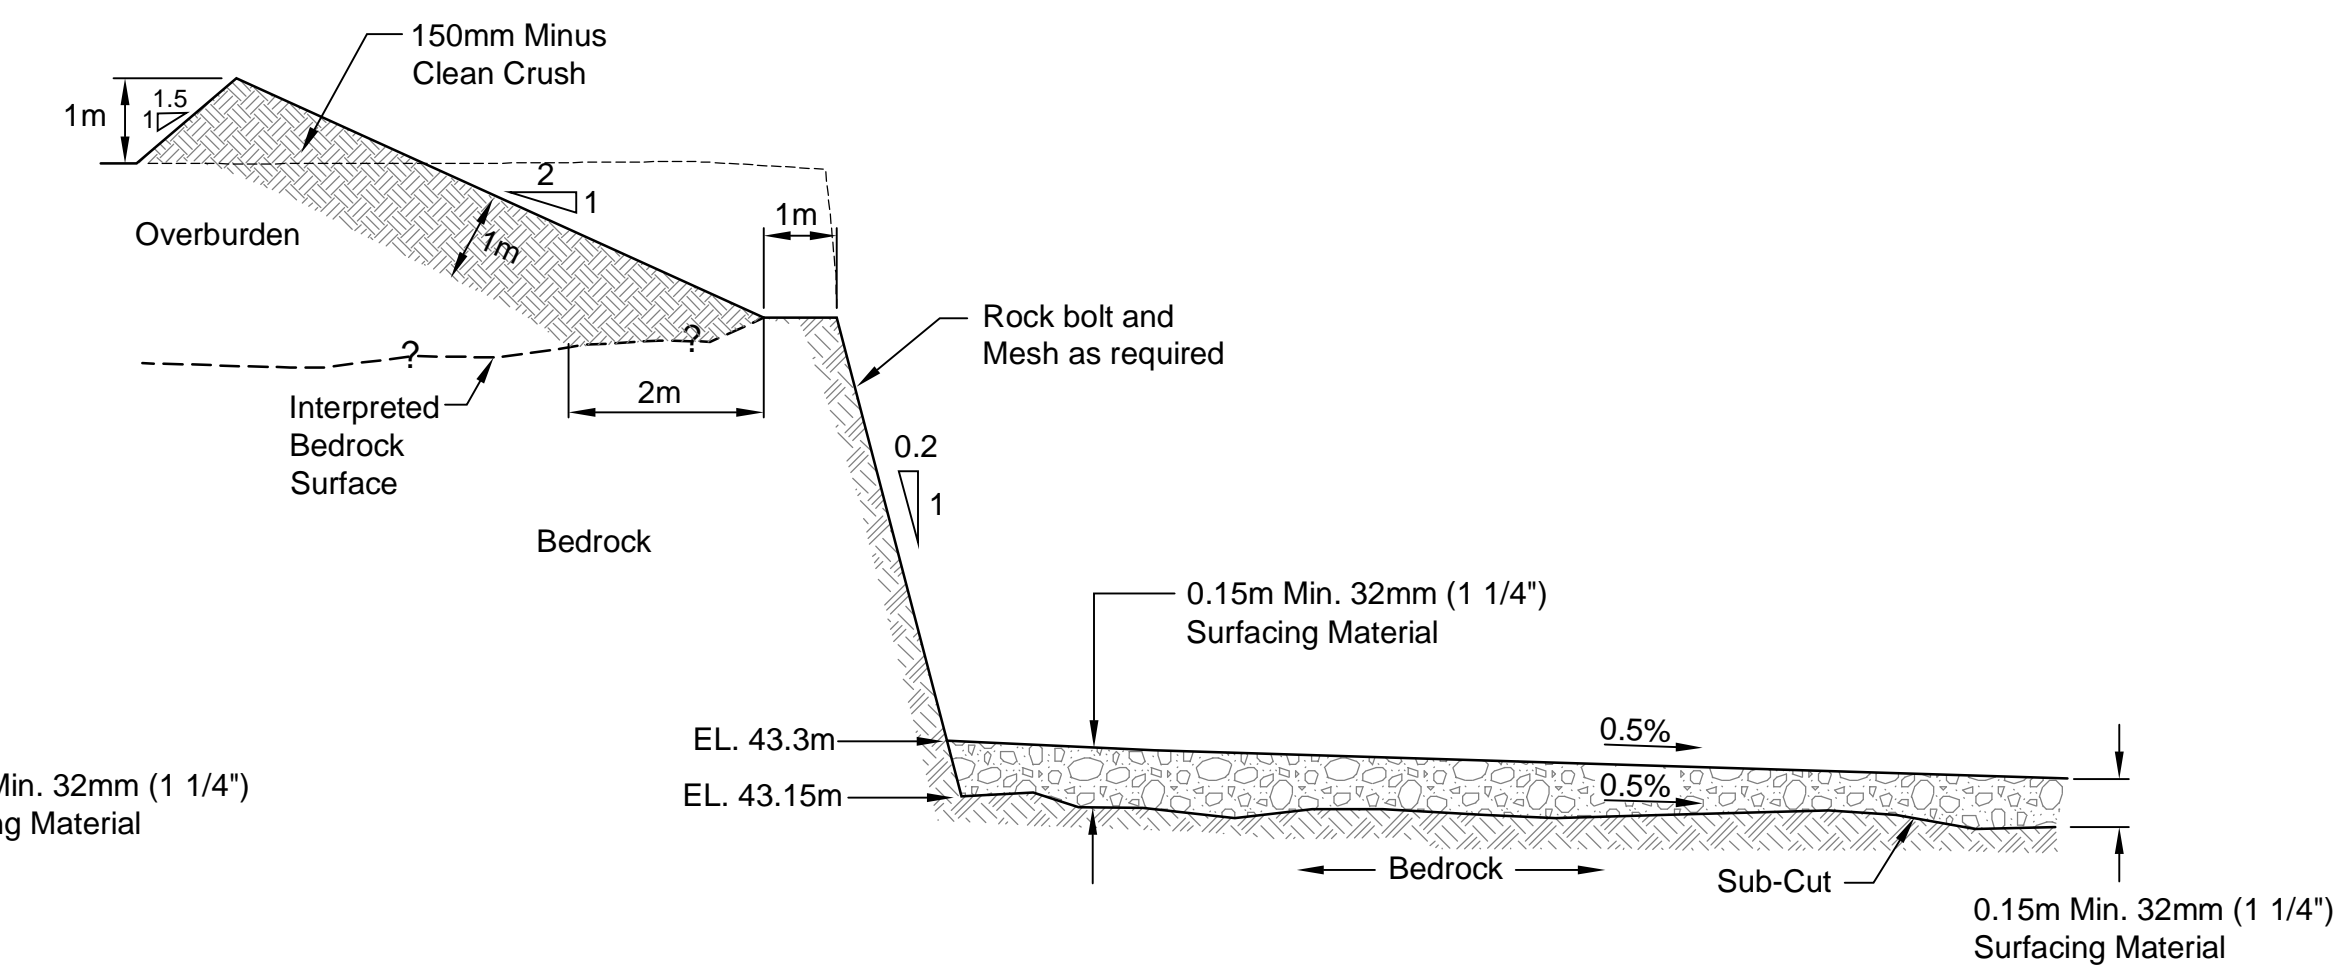 150mm Minus
Clean Crush
1m
1.5
1
2
1
1m
1m
Overburden
?
?
2m
Rock bolt and
Mesh as required
Interpreted
Bedrock
Surface
0.2
1
Bedrock
0.15m Min. 32mm (1 1/4")
Surfacing Material
EL. 43.3m
0.5%
Min. 32mm (1 1/4")
ng Material
EL. 43.15m
0.5%
Bedrock
Sub-Cut
0.15m Min. 32mm (1 1/4")
Surfacing Material